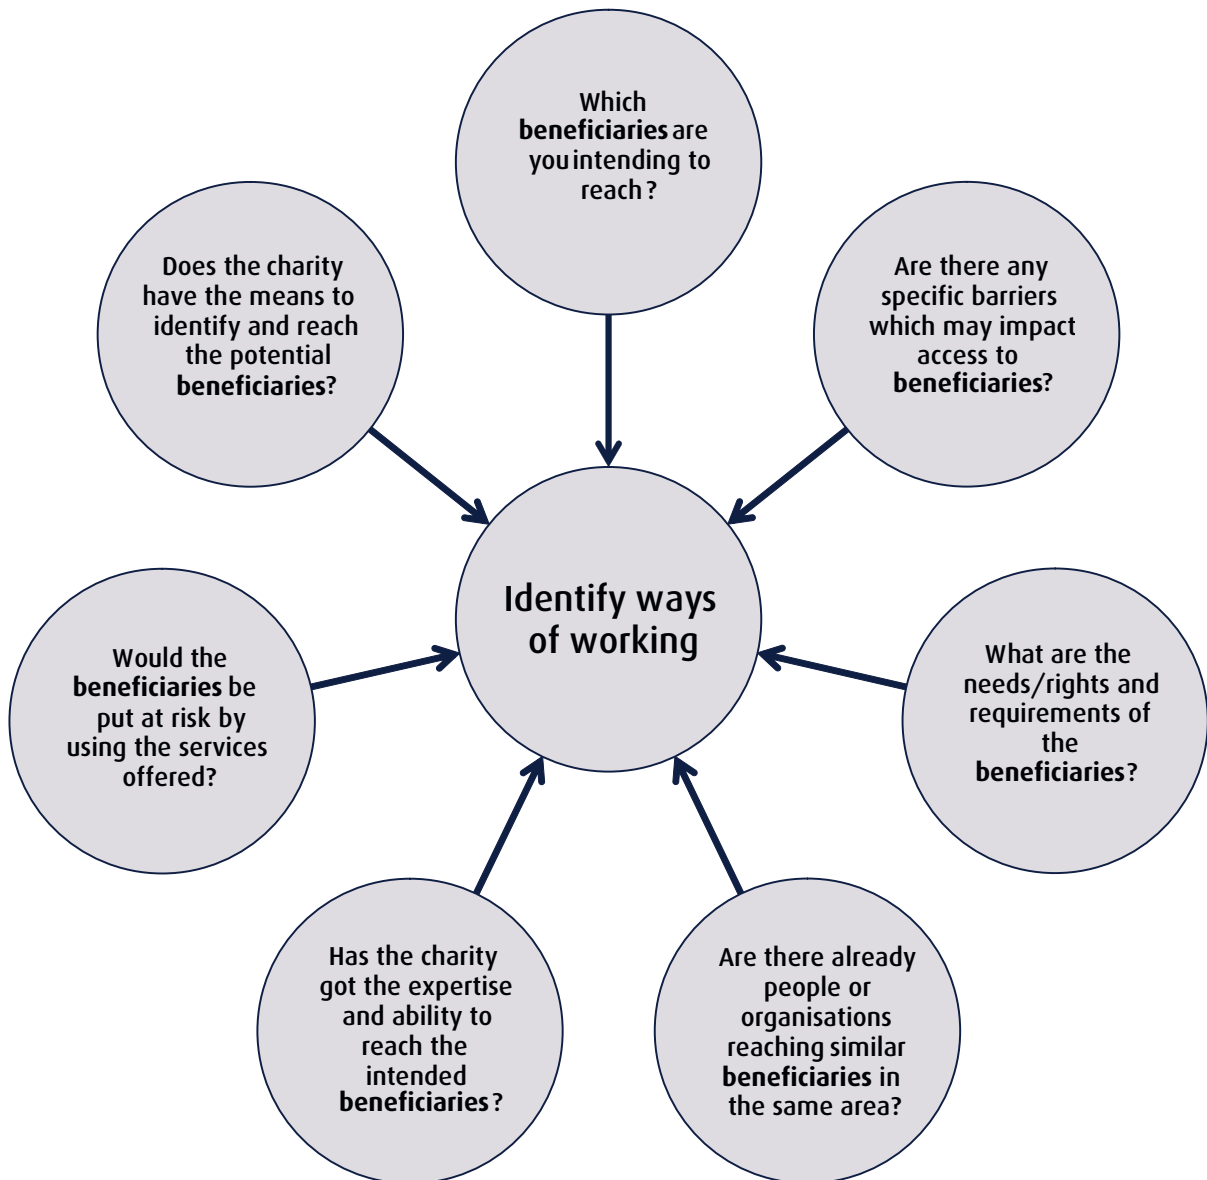 Which
beneficiaries are
you intending to
reach ?
Does the charity
have the means to
identify and reach
the potential
beneficiaries?
Are there any
specific barriers
which may impact
access to
beneficiaries?
Identify ways
of working
Would the
beneficiaries be
put at risk by
using the services
offered?
What are the
needs/rights and
requirements of
the
beneficiaries?
Has the charity
got the expertise
and ability to
reach the
intended
beneficiaries?
Are there already
people or
organisations
reaching similar
beneficiaries in
the same area?